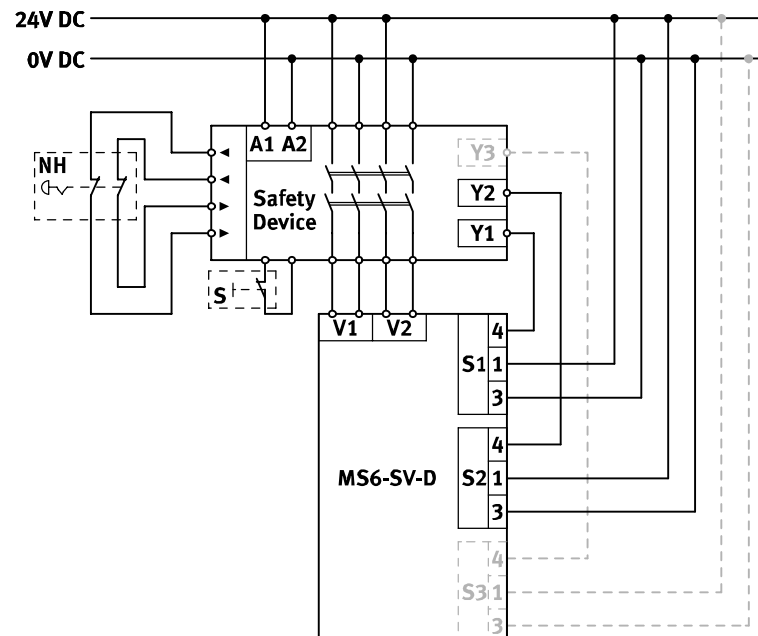 24V DC
0V DC
A1 A2
Y3
NH
Y2
Safety
Device
Y1
S
V1 V2
4
S1 1
3
4
MS6-SV-D S2 1
3
4
S3 1
3